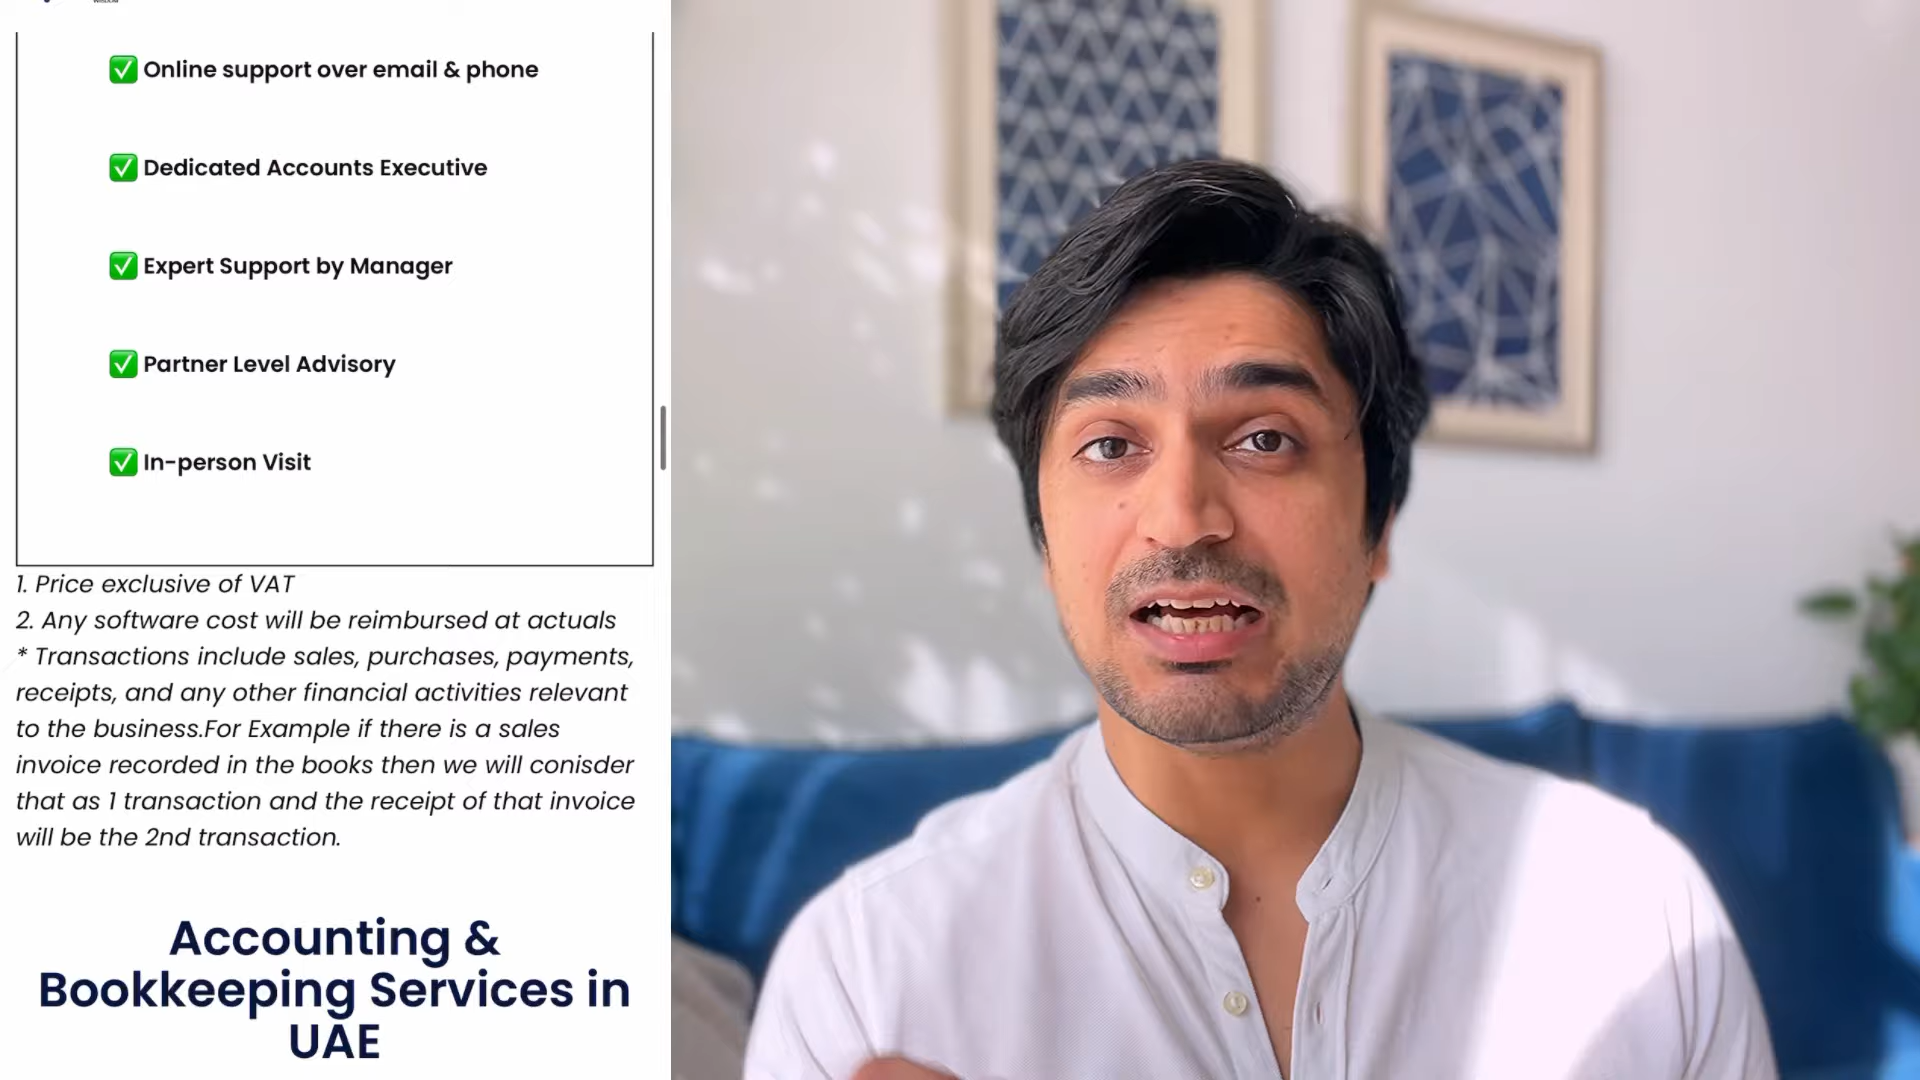 WISDOM
✅ Online support over email & phone
✅ Dedicated Accounts Executive
✅ Expert Support by Manager
✅ Partner Level Advisory
✅ In-person Visit
1. Price exclusive of VAT
2. Any software cost will be reimbursed at actuals
* Transactions include sales, purchases, payments,
receipts, and any other financial activities relevant
to the business.For Example if there is a sales
invoice recorded in the books then we will conisder
that as 1 transaction and the receipt of that invoice
will be the 2nd transaction.
Accounting &
Bookkeeping Services in
UAE